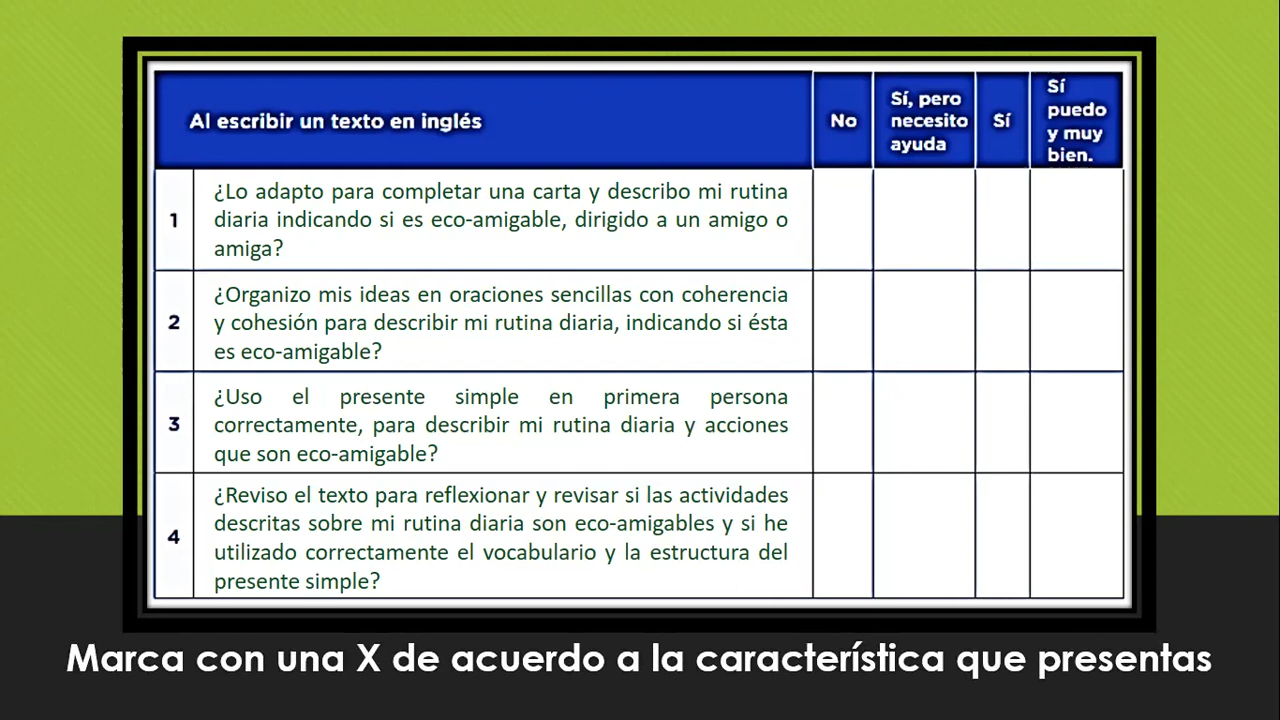 Al escribir un texto en inglés
No
Sí, pero
necesito
ayuda
Sí
Sí
puedo
y muy
bien.
1
¿Lo adapto para completar una carta y describo mi rutina
diaria indicando si es eco-amigable, dirigido a un amigo o
amiga?
2
¿Organizo mis ideas en oraciones sencillas con coherencia
y cohesión para describir mi rutina diaria, indicando si ésta
es eco-amigable?
3
¿Uso el presente simple en primera persona
correctamente, para describir mi rutina diaria y acciones
que son eco-amigable?
4
¿Reviso el texto para reflexionar y revisar si las actividades
descritas sobre mi rutina diaria son eco-amigables y si he
utilizado correctamente el vocabulario y la estructura del
presente simple?
Marca con una X de acuerdo a la característica que presentas